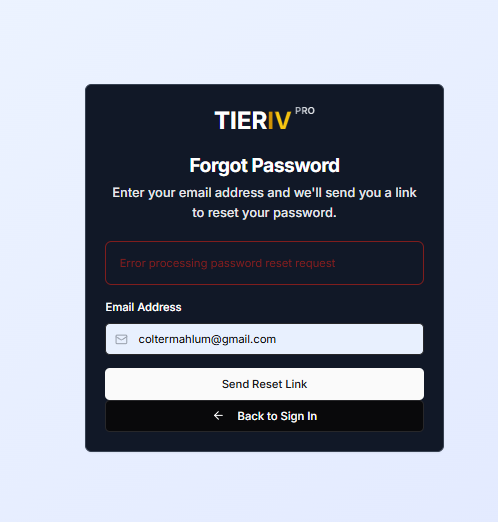 TIERIV PRO
Forgot Password
Enter your email address and we'll send you a link
to reset your password.
Error processing password reset request
Email Address
coltermahlum@gmail.com
Send Reset Link
Back to Sign In